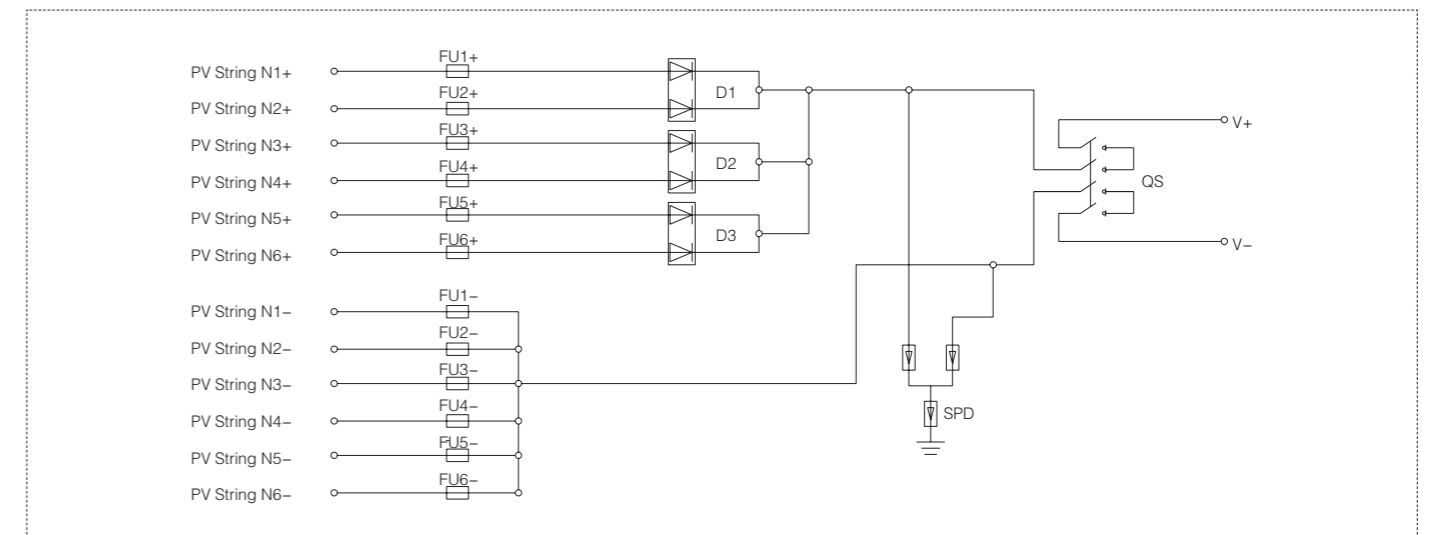 PV String N1+ FU1+
PV String N2+ FU2+
D1
PV String N3+ FU3+
PV String N4+ FU4+
D2
PV String N5+ FU5+
PV String N6+ FU6+
D3
V+
QS
V−
PV String N1− FU1−
PV String N2− FU2−
PV String N3− FU3−
PV String N4− FU4−
PV String N5− FU5−
PV String N6− FU6−
SPD